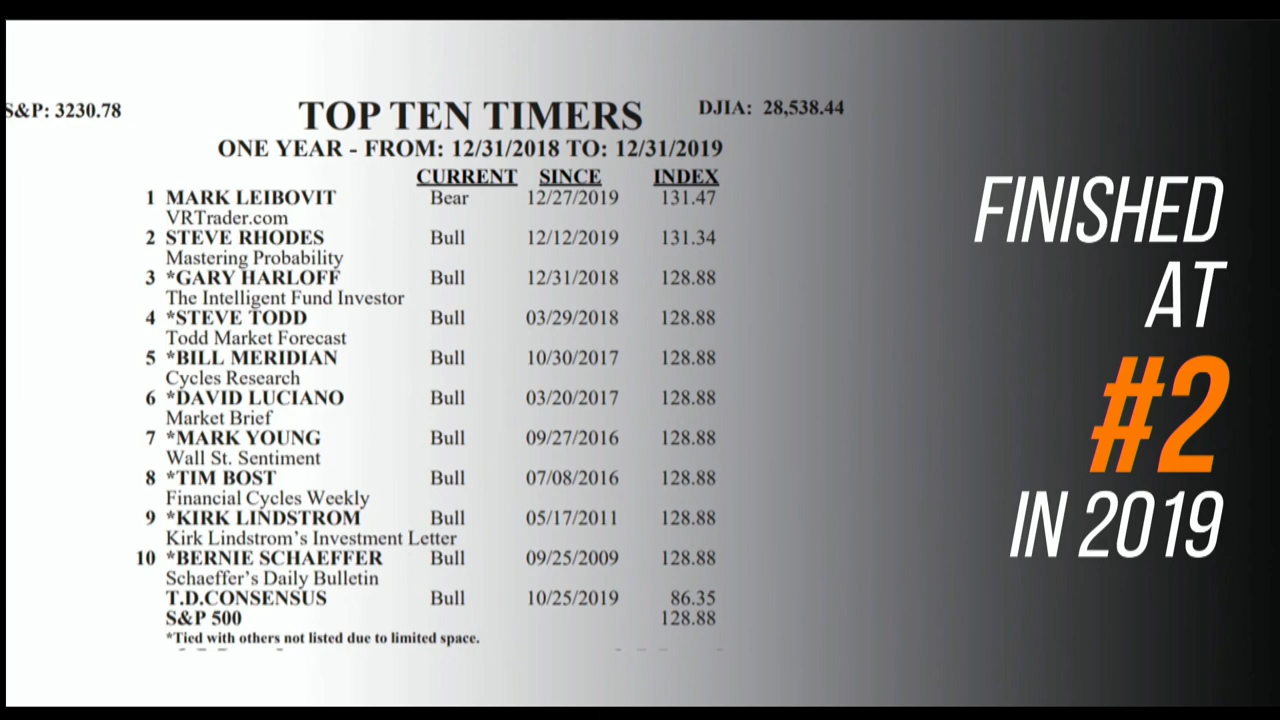 S&P: 3230.78
TOP TEN TIMERS
DJIA: 28,538.44
ONE YEAR - FROM: 12/31/2018 TO: 12/31/2019
CURRENT SINCE INDEX
1 MARK LEIBOVIT Bear 12/27/2019 131.47
VRTrader.com
2 STEVE RHODES Bull 12/12/2019 131.34
Mastering Probability
3 *GARY HARLOFF Bull 12/31/2018 128.88
The Intelligent Fund Investor
4 *STEVE TODD Bull 03/29/2018 128.88
Todd Market Forecast
5 *BILL MERIDIAN Bull 10/30/2017 128.88
Cycles Research
6 *DAVID LUCIANO Bull 03/20/2017 128.88
Market Brief
7 *MARK YOUNG Bull 09/27/2016 128.88
Wall St. Sentiment
8 *TIM BOST Bull 07/08/2016 128.88
Financial Cycles Weekly
9 *KIRK LINDSTROM Bull 05/17/2011 128.88
Kirk Lindstrom's Investment Letter
10 *BERNIE SCHAEFFER Bull 09/25/2009 128.88
Schaeffer's Daily Bulletin
T.D.CONSENSUS Bull 10/25/2019 86.35
S&P 500 128.88
*Tied with others not listed due to limited space.
FINISHED
AT
#2
IN 2019